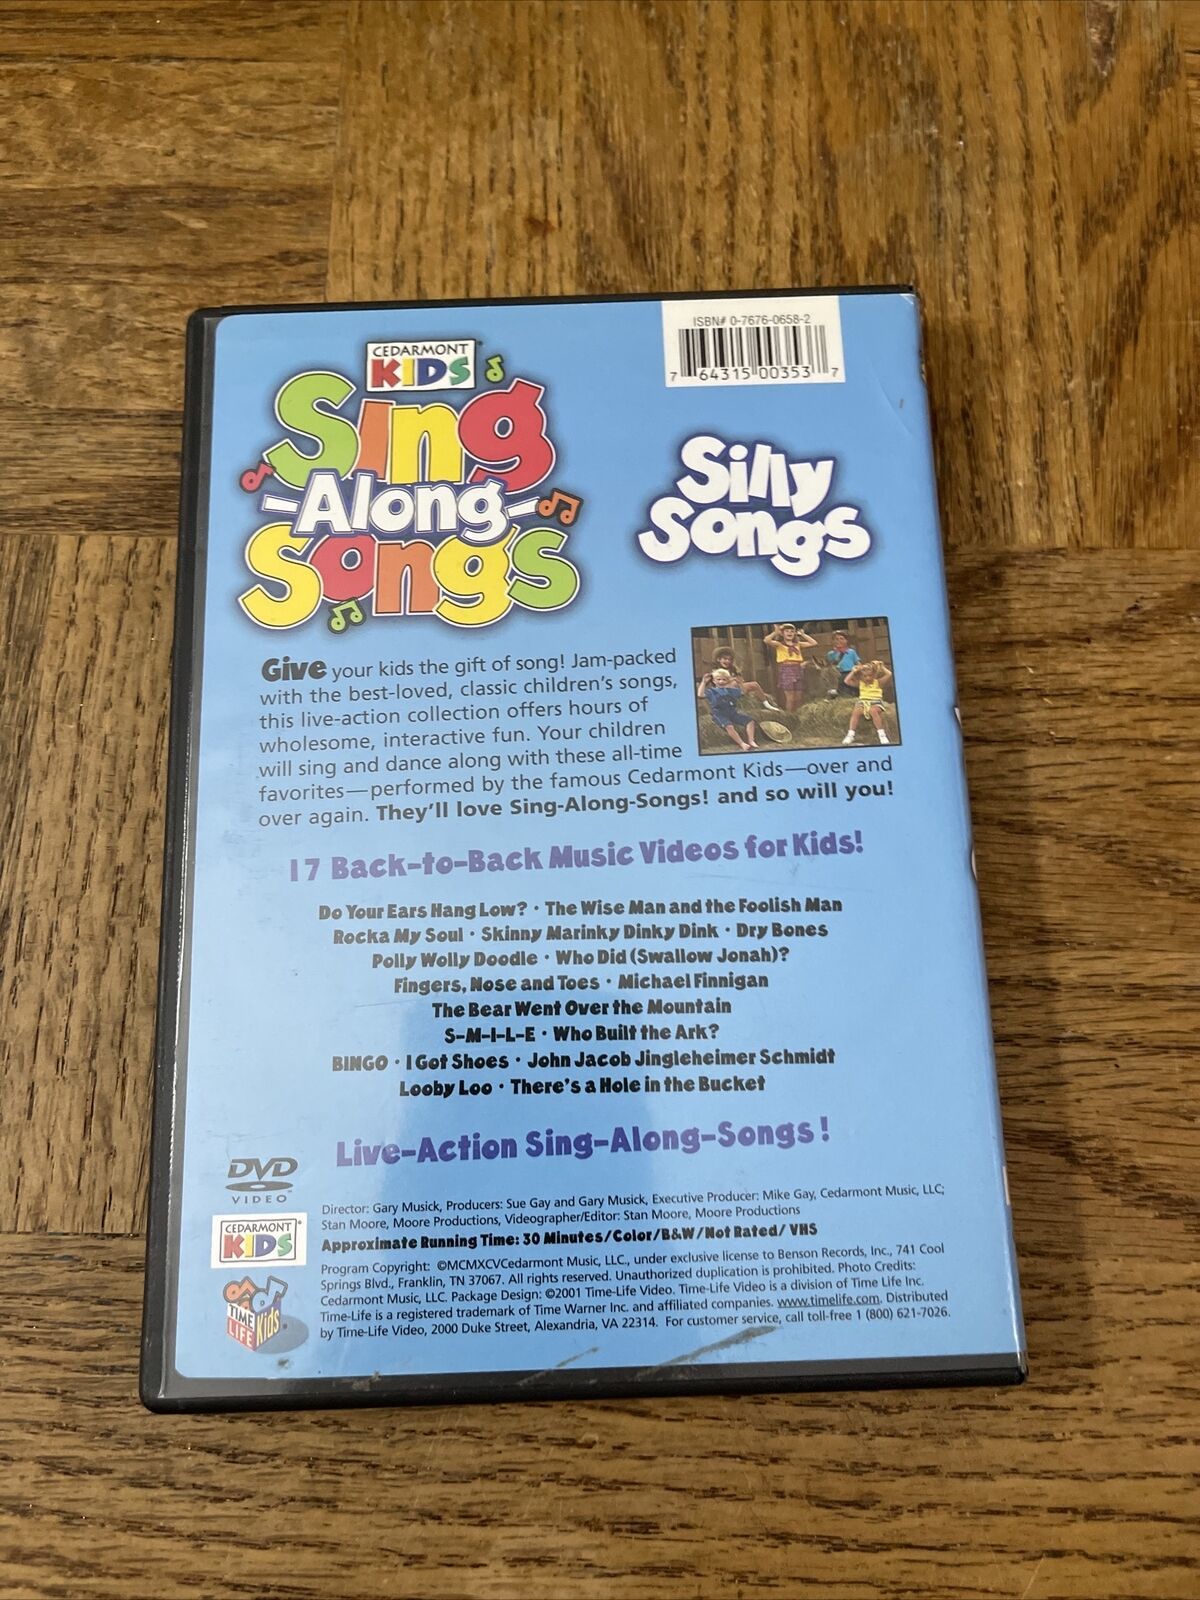 ISBN# 0-7676-0658-2
7 64315 00353 7
CEDARMONT
KIDS
Sing
-Along-
Songs
Silly
Songs
Give your kids the gift of song! Jam-packed
with the best-loved, classic children's songs,
this live-action collection offers hours of
wholesome, interactive fun. Your children
will sing and dance along with these all-time
favorites—performed by the famous Cedarmont Kids—over and
over again. They'll love Sing-Along-Songs! and so will you!
17 Back-to-Back Music Videos for Kids!
Do Your Ears Hang Low? • The Wise Man and the Foolish Man
Rocka My Soul • Skinny Marinky Dinky Dink • Dry Bones
Polly Wolly Doodle • Who Did (Swallow Jonah)?
Fingers, Nose and Toes • Michael Finnigan
The Bear Went Over the Mountain
S-M-I-L-E • Who Built the Ark?
BINGO • I Got Shoes • John Jacob Jingleheimer Schmidt
Looby Loo • There's a Hole in the Bucket
Live-Action Sing-Along-Songs!
DVD
VIDEO
CEDARMONT
KIDS
TIME
LIFE
Kids
Director: Gary Musick, Producers: Sue Gay and Gary Musick, Executive Producer: Mike Gay, Cedarmont Music, LLC;
Stan Moore, Moore Productions, Videographer/Editor: Stan Moore, Moore Productions
Approximate Running Time: 30 Minutes/Color/B&W/Not Rated/ VHS
Program Copyright: ©MCMXCVCedarmont Music, LLC., under exclusive license to Benson Records, Inc., 741 Cool
Springs Blvd., Franklin, TN 37067. All rights reserved. Unauthorized duplication is prohibited. Photo Credits:
Cedarmont Music, LLC. Package Design: ©2001 Time-Life Video. Time-Life Video is a division of Time Life Inc.
Time-Life is a registered trademark of Time Warner Inc. and affiliated companies. www.timelife.com. Distributed
by Time-Life Video, 2000 Duke Street, Alexandria, VA 22314. For customer service, call toll-free 1 (800) 621-7026.